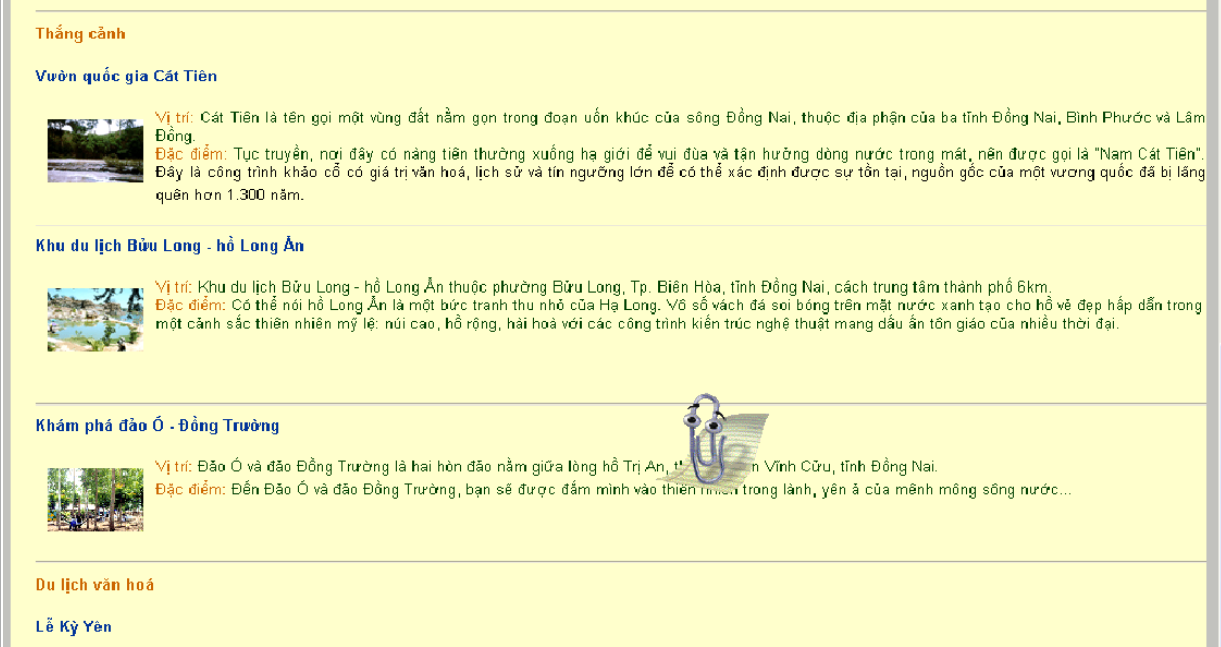 Thắng cảnh
Vườn quốc gia Cát Tiên
Vị trí: Cát Tiên là tên gọi một vùng đất nằm gọn trong đoạn uốn khúc của sông Đồng Nai, thuộc địa phận của ba tỉnh Đồng Nai, Bình Phước và Lâm
Đồng.
Đặc điểm: Tục truyền, nơi đây có nàng tiên thường xuống hạ giới để vui đùa và tận hưởng dòng nước trong mát, nên được gọi là "Nam Cát Tiên".
Đây là công trình khảo cổ có giá trị văn hoá, lịch sử và tín ngưỡng lớn để có thể xác định được sự tồn tại, nguồn gốc của một vương quốc đã bị lãng
quên hơn 1.300 năm.
Khu du lịch Bửu Long - hồ Long Ẩn
Vị trí: Khu du lịch Bửu Long - hồ Long Ẩn thuộc phường Bửu Long, Tp. Biên Hòa, tỉnh Đồng Nai, cách trung tâm thành phố 6km.
Đặc điểm: Có thể nói hồ Long Ẩn là một bức tranh thu nhỏ của Hạ Long. Vô số vách đá soi bóng trên mặt nước xanh tạo cho hồ vẻ đẹp hấp dẫn trong
một cảnh sắc thiên nhiên mỹ lệ: núi cao, hồ rộng, hài hoà với các công trình kiến trúc nghệ thuật mang dấu ấn tôn giáo của nhiều thời đại.
Khám phá đảo Ó - Đồng Trường
Vị trí: Đảo Ó và đảo Đồng Trường là hai hòn đảo nằm giữa lòng hồ Trị An, Vĩnh Cửu, tỉnh Đồng Nai.
Đặc điểm: Đến Đảo Ó và đảo Đồng Trường, bạn sẽ được đắm mình vào thiên nhiên trong lành, yên ả của mênh mông sông nước...
Du lịch văn hoá
Lễ Kỳ Yên